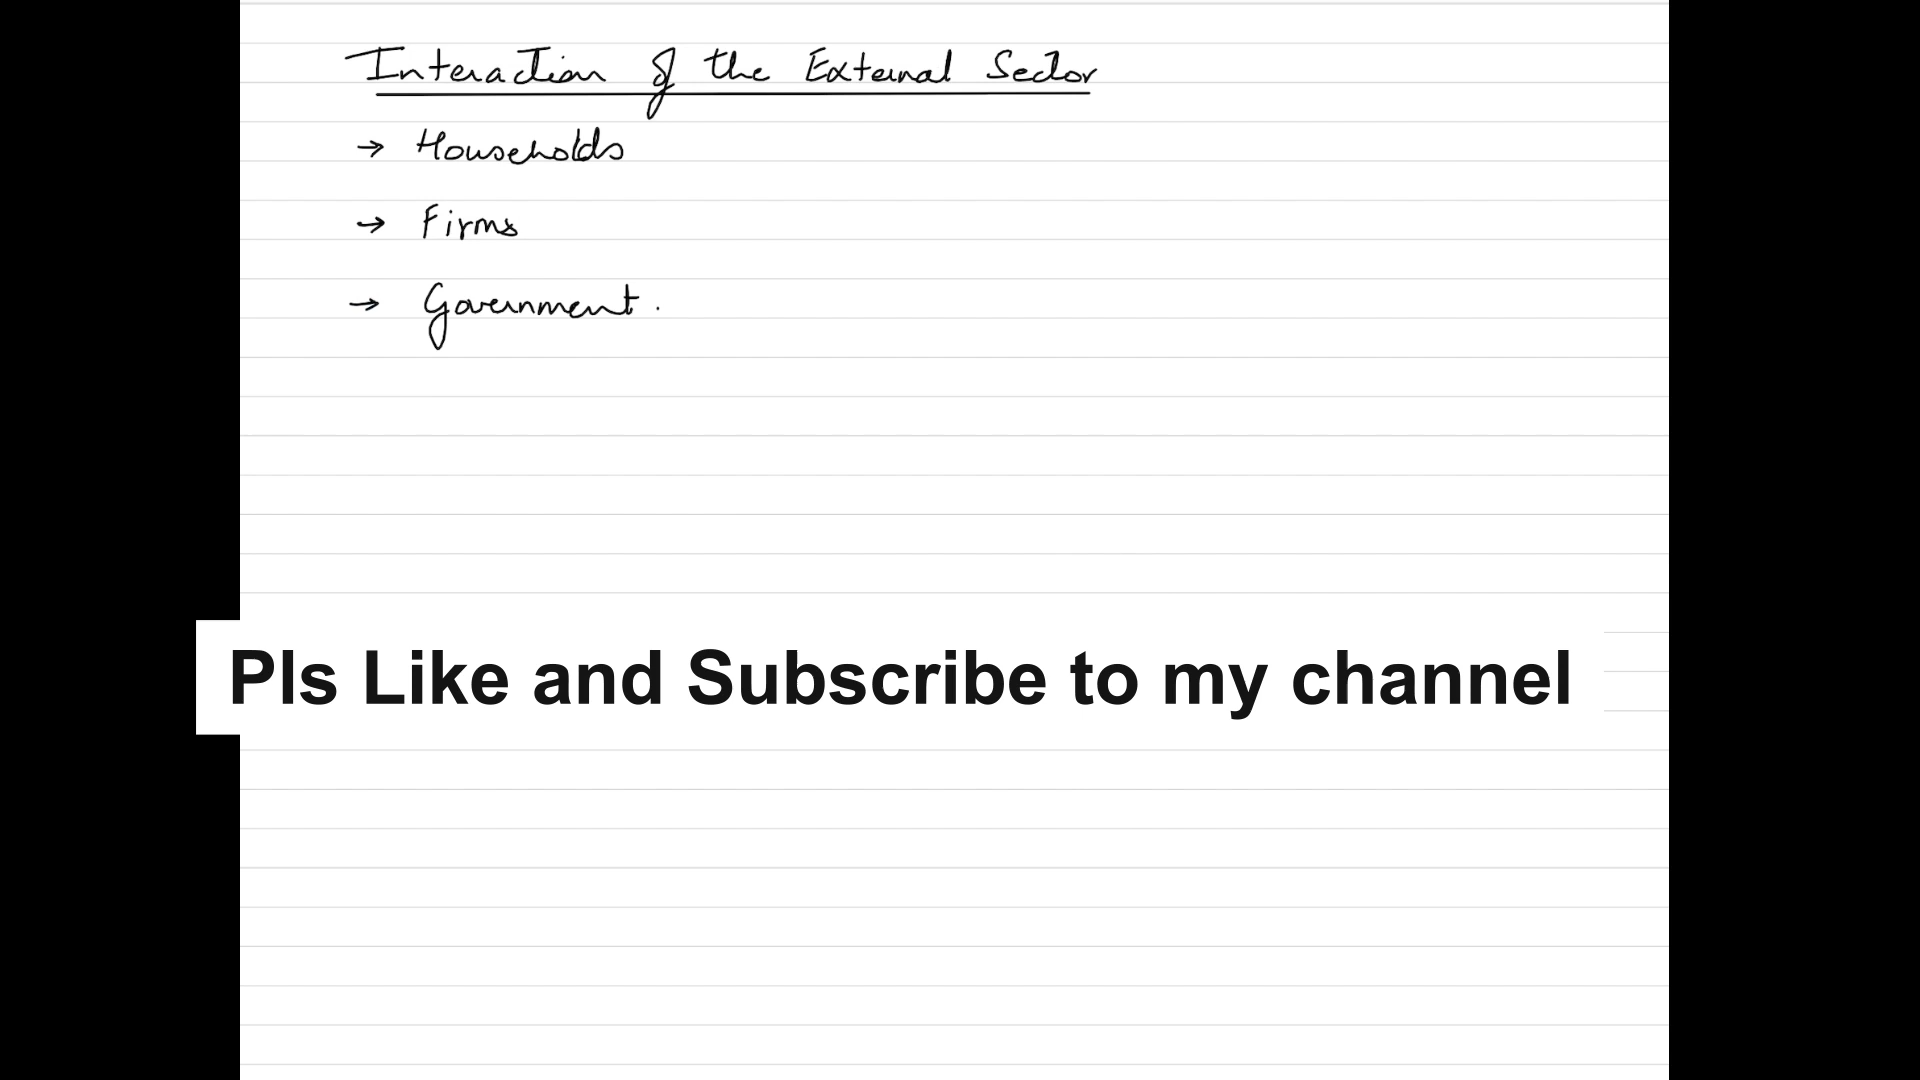 Interaction of the External Sector
→ Households
→ Firms
→ Government.
Pls Like and Subscribe to my channel